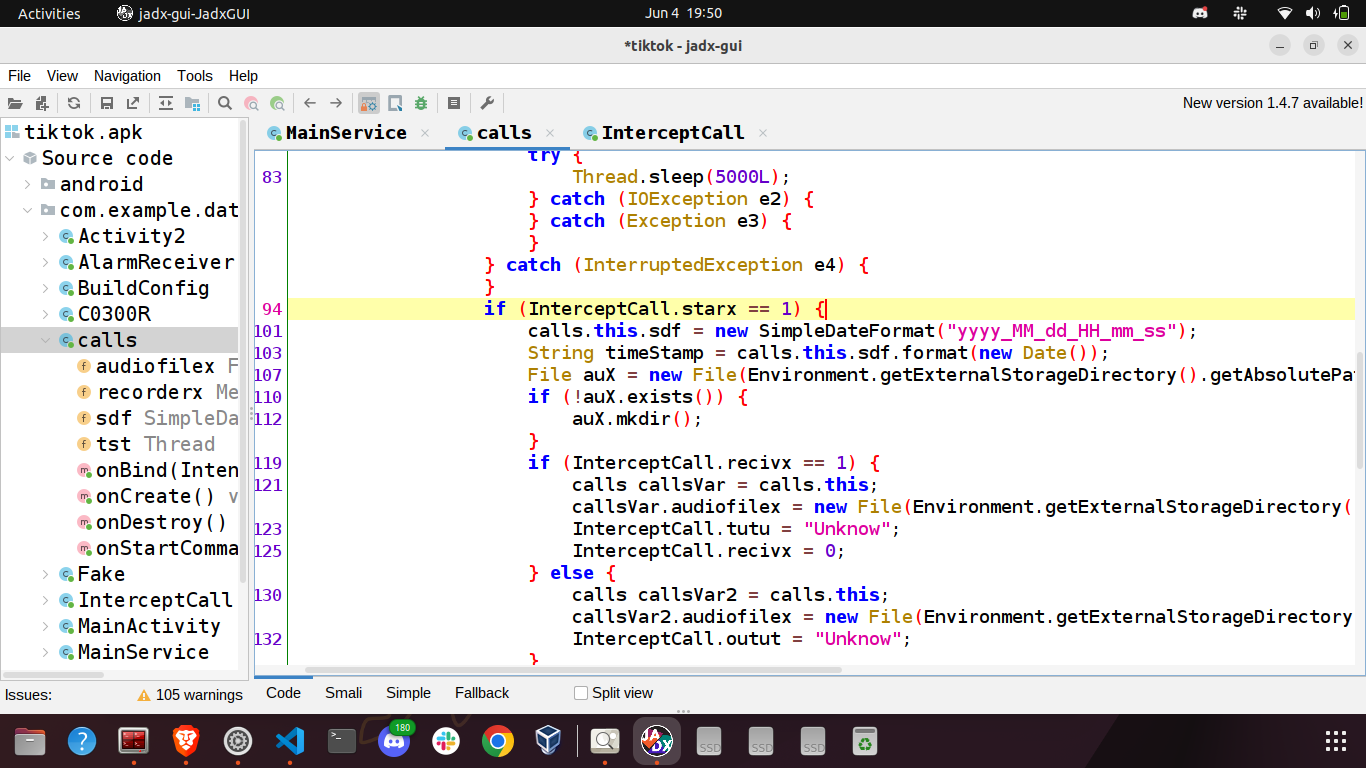 Activities
jadx-gui-JadxGUI
Jun 4 19:50
*tiktok - jadx-gui
File View Navigation Tools Help
New version 1.4.7 available!
tiktok.apk
Source code
android
com.example.dat
Activity2
AlarmReceiver
BuildConfig
C0300R
calls
audiofilex F
recorderx Me
sdf SimpleDa
tst Thread
onBind(Inten
onCreate() v
onDestroy()
onStartComma
Fake
InterceptCall
MainActivity
MainService
Issues: 105 warnings
MainService
calls
InterceptCall
try {
83 Thread.sleep(5000L);
} catch (IOException e2) {
} catch (Exception e3) {
}
} catch (InterruptedException e4) {
}
94 if (InterceptCall.starx == 1) {
101 calls.this.sdf = new SimpleDateFormat("yyyy_MM_dd_HH_mm_ss");
103 String timeStamp = calls.this.sdf.format(new Date());
107 File auX = new File(Environment.getExternalStorageDirectory().getAbsolutePa
110 if (!auX.exists()) {
112 auX.mkdir();
}
119 if (InterceptCall.recivx == 1) {
121 calls callsVar = calls.this;
callsVar.audiofilex = new File(Environment.getExternalStorageDirectory(
123 InterceptCall.tutu = "Unknow";
125 InterceptCall.recivx = 0;
} else {
130 calls callsVar2 = calls.this;
callsVar2.audiofilex = new File(Environment.getExternalStorageDirectory
132 InterceptCall.outut = "Unknow";
}
Code Smali Simple Fallback Split view
180
JADX
SSD
SSD
SSD